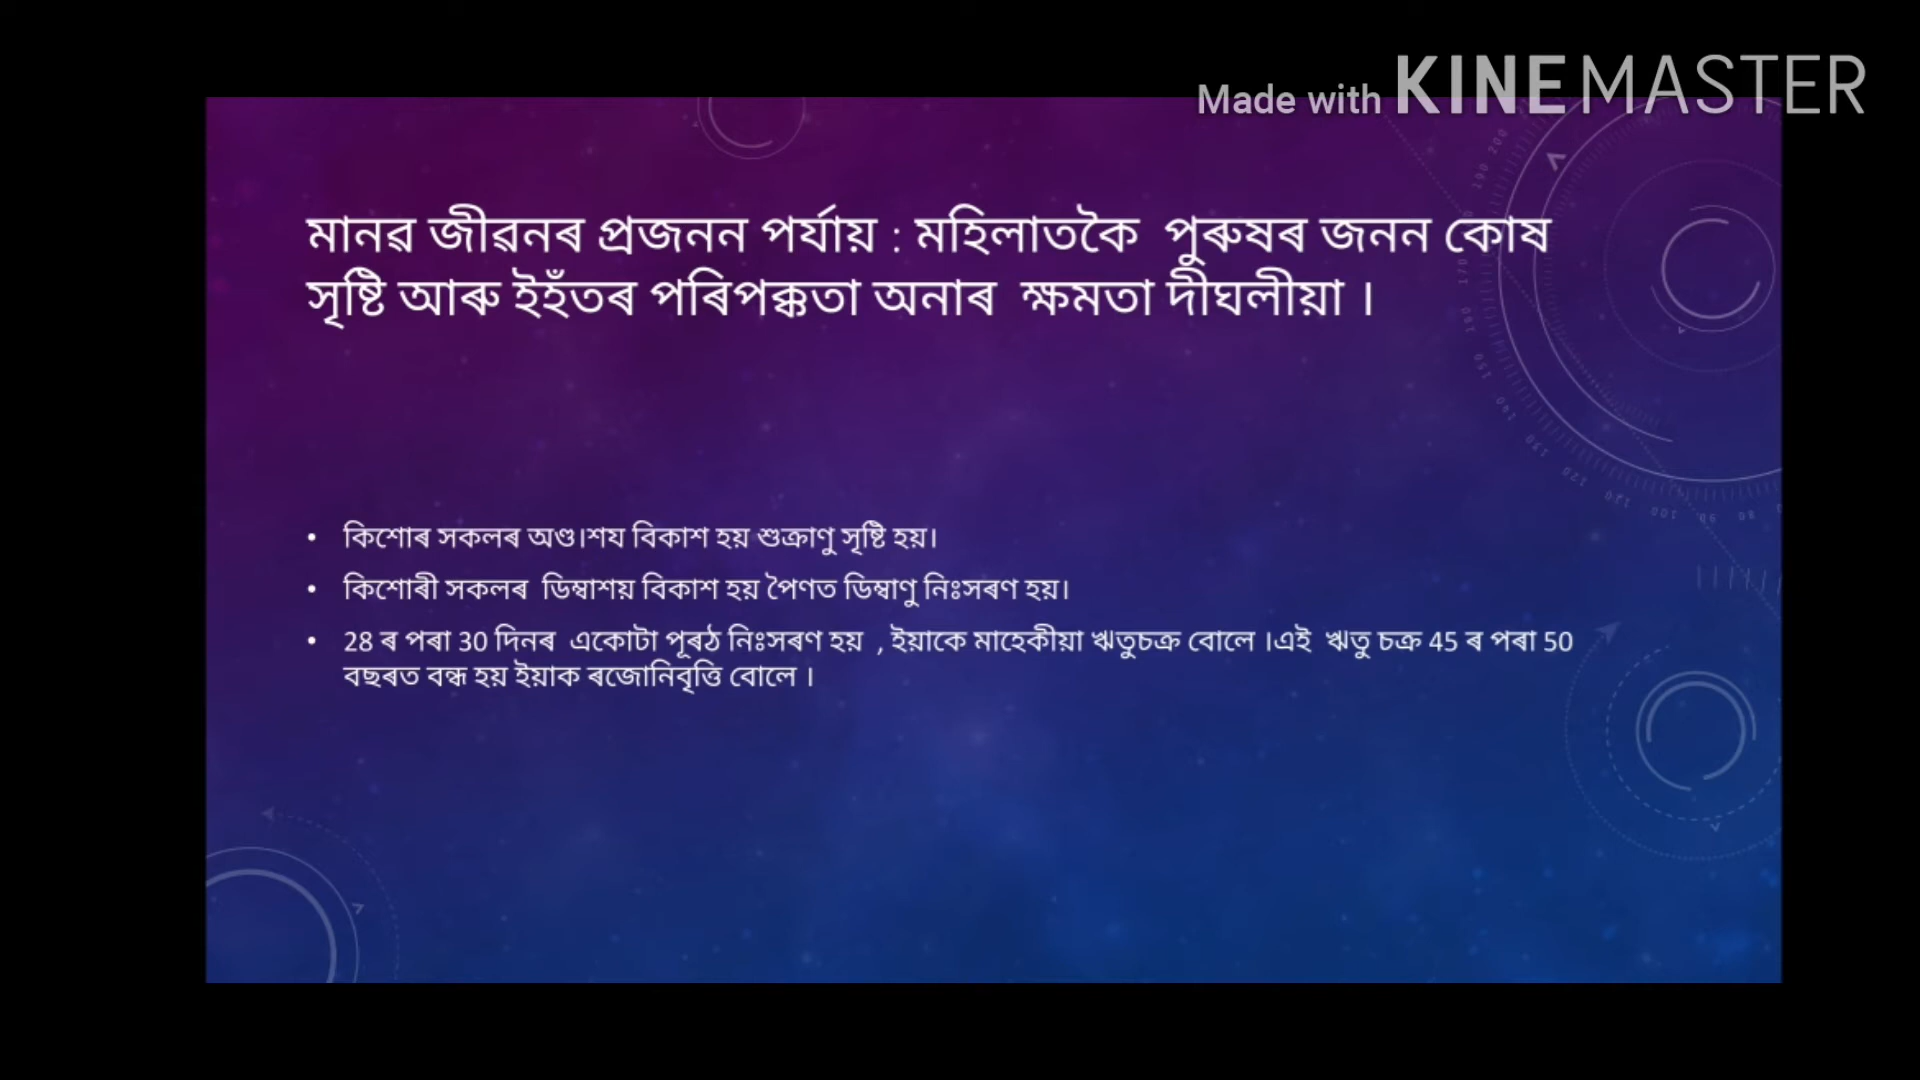 Made with KINEMASTER
মানৱ জীৱনৰ প্ৰজনন পৰ্যায় : মহিলাতকৈ পুৰুষৰ জনন কোষ
সৃষ্টি আৰু ইহঁতৰ পৰিপক্কতা অনাৰ ক্ষমতা দীঘলীয়া ।
• কিশোৰ সকলৰ অণ্ড।শয বিকাশ হয় শুক্ৰাণু সৃষ্টি হয়।
• কিশোৰী সকলৰ ডিম্বাশয় বিকাশ হয় পৈণত ডিম্বাণু নিঃসৰণ হয়।
• 28 ৰ পৰা 30 দিনৰ একোটা পূৰঠ নিঃসৰণ হয় , ইয়াকে মাহেকীয়া ঋতুচক্ৰ বোলে ।এই ঋতু চক্ৰ 45 ৰ পৰা 50
বছৰত বন্ধ হয় ইয়াক ৰজোনিবৃত্তি বোলে ।